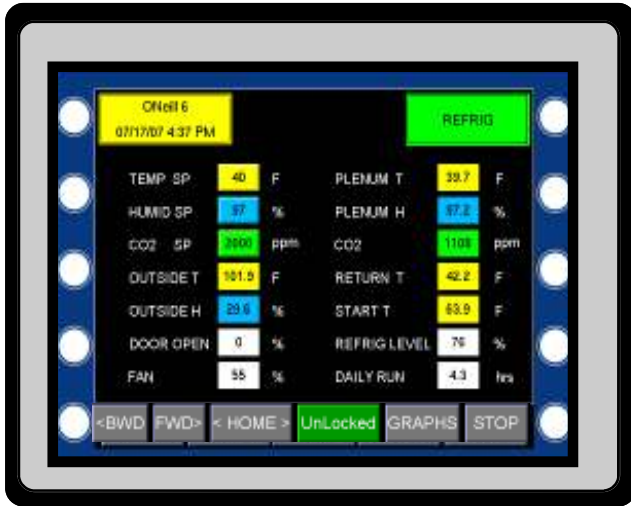 ONeill 6
07/17/07 4:37 PM
REFRIG
TEMP SP 40 F PLENUM T 39.7 F
HUMID SP 97 % PLENUM H 97.2 %
CO2 SP 2000 ppm CO2 1108 ppm
OUTSIDE T 101.9 F RETURN T 42.2 F
OUTSIDE H 29.6 % START T 63.9 F
DOOR OPEN 0 % REFRIG LEVEL 76 %
FAN 55 % DAILY RUN 4.3 hrs
<BWD FWD> < HOME > UnLocked GRAPHS STOP